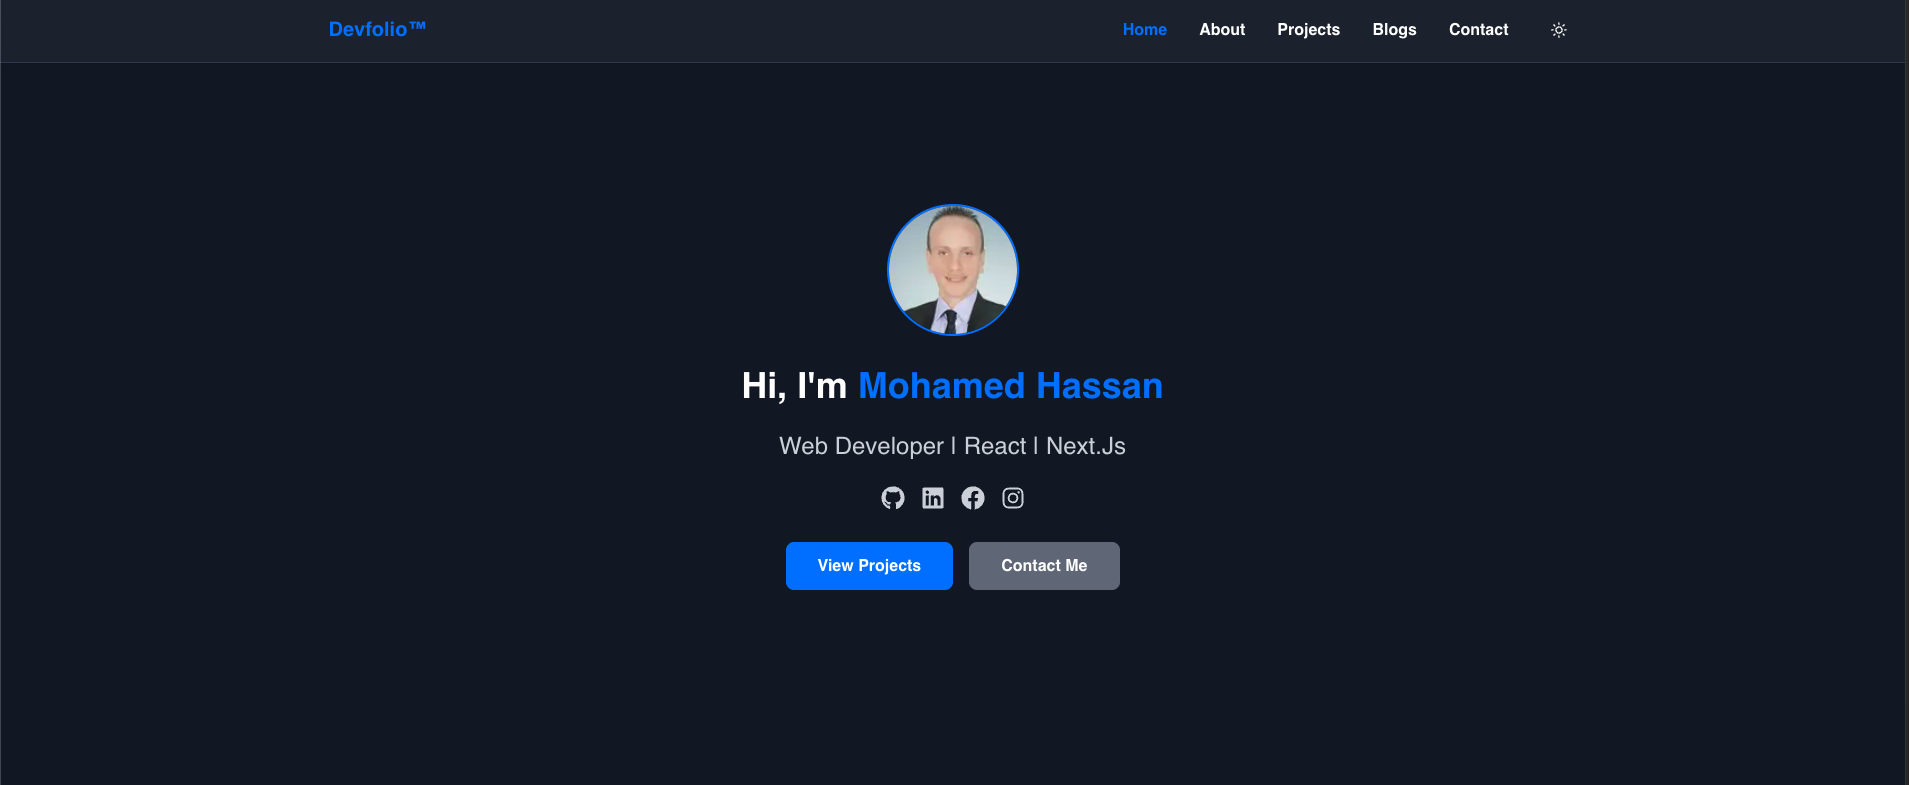 Devfolio™
Home About Projects Blogs Contact
Hi, I'm Mohamed Hassan
Web Developer | React | Next.Js
View Projects Contact Me